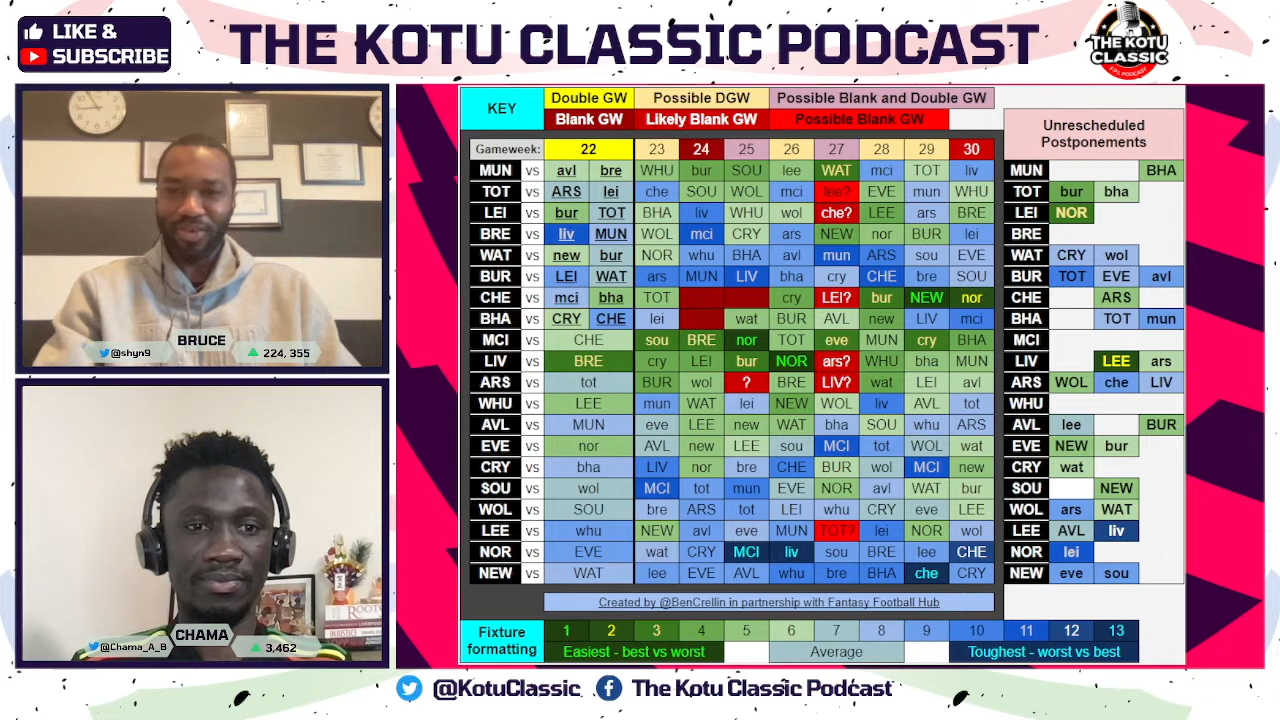 LIKE &
SUBSCRIBE
THE KOTU CLASSIC PODCAST
THE KOTU
CLASSIC
FPL PODCAST
BRUCE
@shyn9
224, 355
CHAMA
@Chama_A_B
3,462
KEY
Double GW Possible DGW Possible Blank and Double GW
Blank GW Likely Blank GW Possible Blank GW
Unrescheduled
Postponements
Gameweek: 22 23 24 25 26 27 28 29 30
MUN vs avl bre WHU bur SOU lee WAT mci TOT liv MUN BHA
TOT vs ARS lei che SOU WOL mci lee? EVE mun WHU TOT bur bha
LEI vs bur TOT BHA liv WHU wol che? LEE ars BRE LEI NOR
BRE vs liv MUN WOL mci CRY ars NEW nor BUR lei BRE
WAT vs new bur NOR whu BHA avl mun ARS sou EVE WAT CRY wol
BUR vs LEI WAT ars MUN LIV bha cry CHE bre SOU BUR TOT EVE avl
CHE vs mci bha TOT cry LEI? bur NEW nor CHE ARS
BHA vs CRY CHE lei wat BUR AVL new LIV mci BHA TOT mun
MCI vs CHE sou BRE nor TOT eve MUN cry BHA MCI
LIV vs BRE cry LEI bur NOR ars? WHU bha MUN LIV LEE ars
ARS vs tot BUR wol ? BRE LIV? wat LEI avl ARS WOL che LIV
WHU vs LEE mun WAT lei NEW WOL liv AVL tot WHU
AVL vs MUN eve LEE new WAT bha SOU whu ARS AVL lee BUR
EVE vs nor AVL new LEE sou MCI tot WOL wat EVE NEW bur
CRY vs bha LIV nor bre CHE BUR wol MCI new CRY wat
SOU vs wol MCI tot mun EVE NOR avl WAT bur SOU NEW
WOL vs SOU bre ARS tot LEI whu CRY eve LEE WOL ars WAT
LEE vs whu NEW avl eve MUN TOT? lei NOR wol LEE AVL liv
NOR vs EVE wat CRY MCI liv sou BRE lee CHE NOR lei
NEW vs WAT lee EVE AVL whu bre BHA che CRY NEW eve sou
Created by @BenCrellin in partnership with Fantasy Football Hub
Fixture
formatting
1 2 3 4 5 6 7 8 9 10 11 12 13
Easiest - best vs worst Average Toughest - worst vs best
@KotuClassic The Kotu Classic Podcast